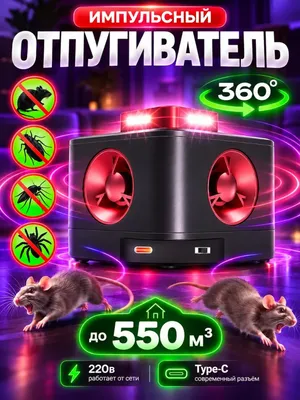 ИМПУЛЬСНЫЙ
ОТПУГИВАТЕЛЬ
360°
до 550 м³
220в
работает от сети
Type-C
современный разъём